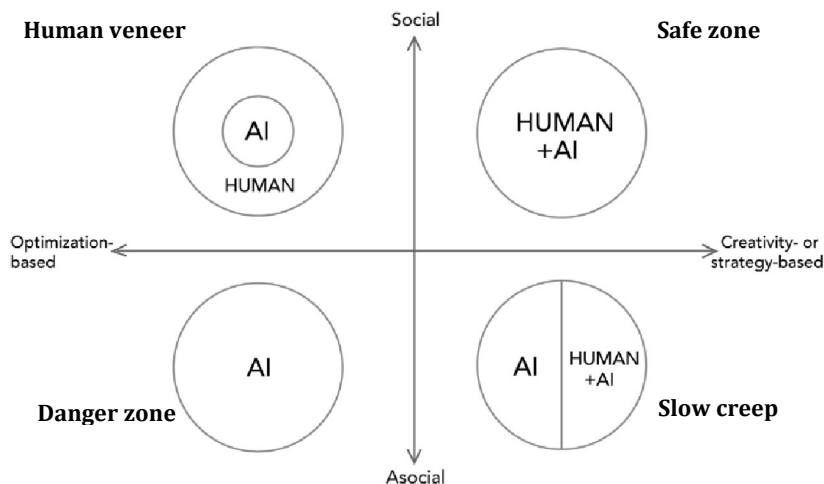 Human veneer
Social
Safe zone
AI
HUMAN
HUMAN
+AI
Optimization-
based
Creativity- or
strategy-based
AI
AI
HUMAN
+AI
Danger zone
Slow creep
Asocial